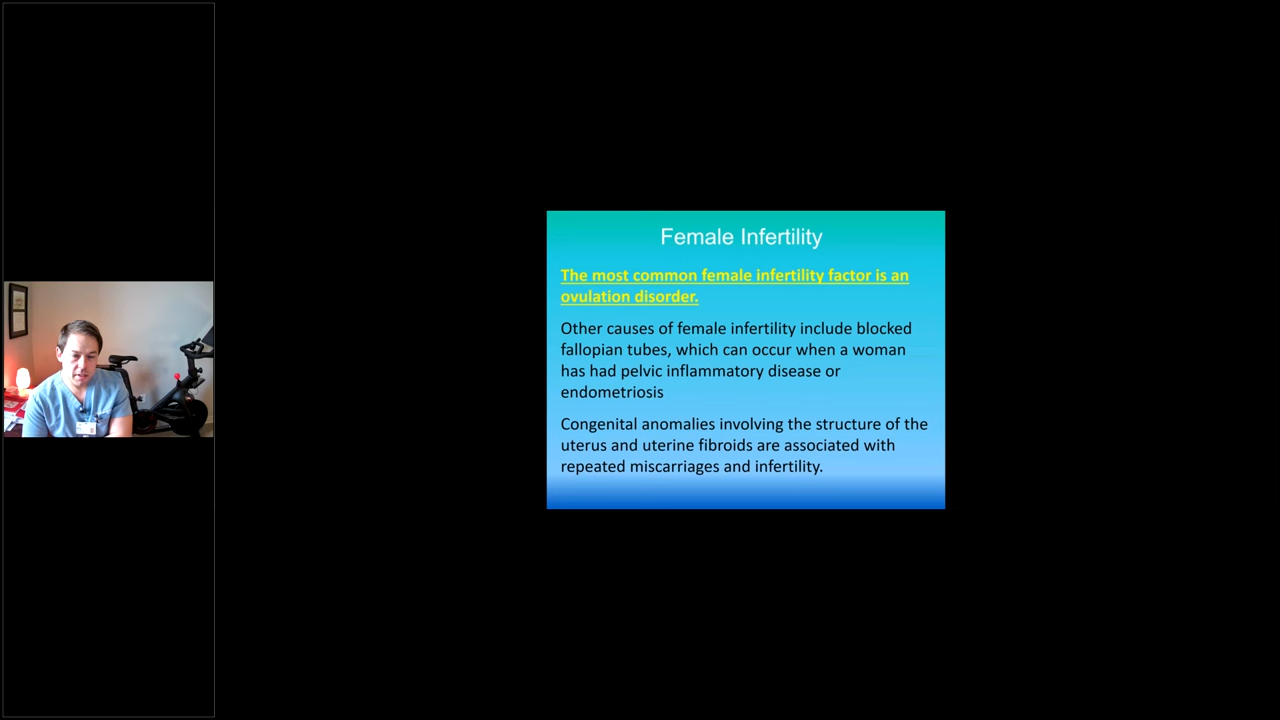 Female Infertility
The most common female infertility factor is an
ovulation disorder.
Other causes of female infertility include blocked
fallopian tubes, which can occur when a woman
has had pelvic inflammatory disease or
endometriosis
Congenital anomalies involving the structure of the
uterus and uterine fibroids are associated with
repeated miscarriages and infertility.